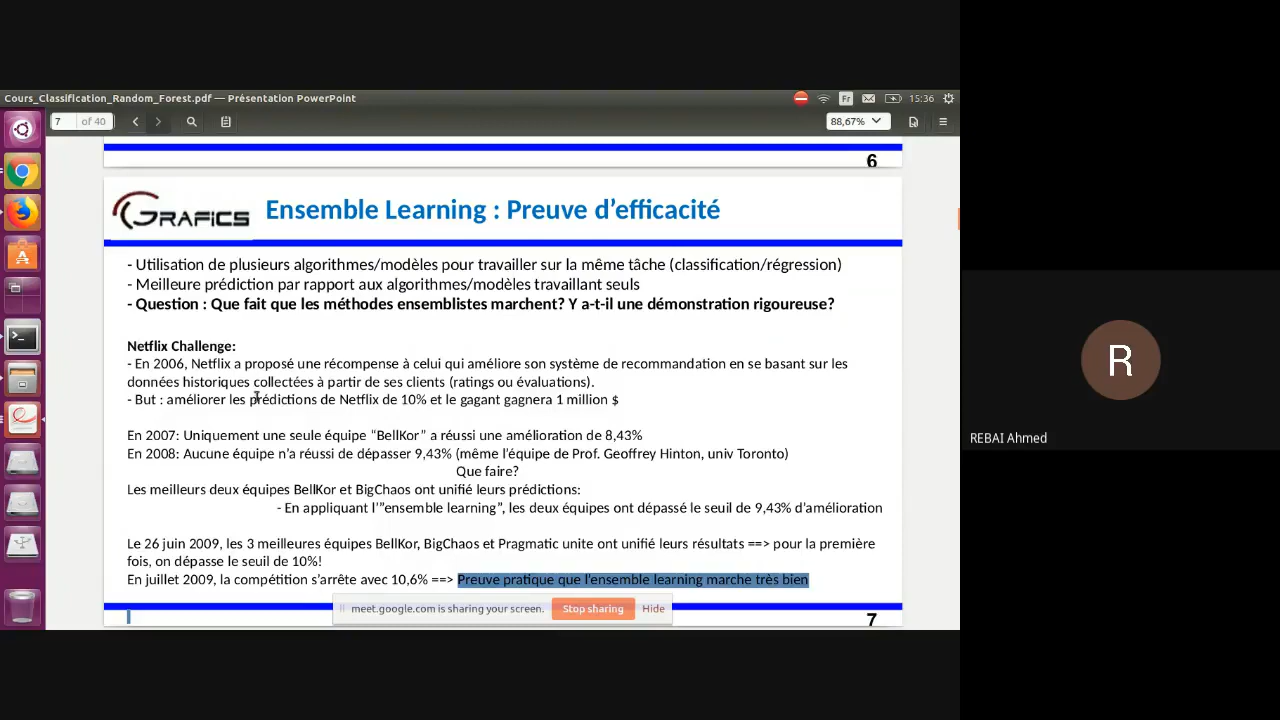 Cours_Classification_Random_Forest.pdf — Présentation PowerPoint
Fr
15:36
7 of 40
88,67%
6
GRAFICS
Ensemble Learning : Preuve d'efficacité
- Utilisation de plusieurs algorithmes/modèles pour travailler sur la même tâche (classification/régression)
- Meilleure prédiction par rapport aux algorithmes/modèles travaillant seuls
- Question : Que fait que les méthodes ensemblistes marchent? Y a-t-il une démonstration rigoureuse?
Netflix Challenge:
- En 2006, Netflix a proposé une récompense à celui qui améliore son système de recommandation en se basant sur les
données historiques collectées à partir de ses clients (ratings ou évaluations).
- But : améliorer les prédictions de Netflix de 10% et le gagant gagnera 1 million $
En 2007: Uniquement une seule équipe "BellKor" a réussi une amélioration de 8,43%
En 2008: Aucune équipe n'a réussi de dépasser 9,43% (même l'équipe de Prof. Geoffrey Hinton, univ Toronto)
Que faire?
Les meilleurs deux équipes BellKor et BigChaos ont unifié leurs prédictions:
- En appliquant l'"ensemble learning", les deux équipes ont dépassé le seuil de 9,43% d'amélioration
Le 26 juin 2009, les 3 meilleures équipes BellKor, BigChaos et Pragmatic unite ont unifié leurs résultats ==> pour la première
fois, on dépasse le seuil de 10%!
En juillet 2009, la compétition s'arrête avec 10,6% ==> Preuve pratique que l'ensemble learning marche très bien
meet.google.com is sharing your screen. Stop sharing Hide
7
R
REBAI Ahmed